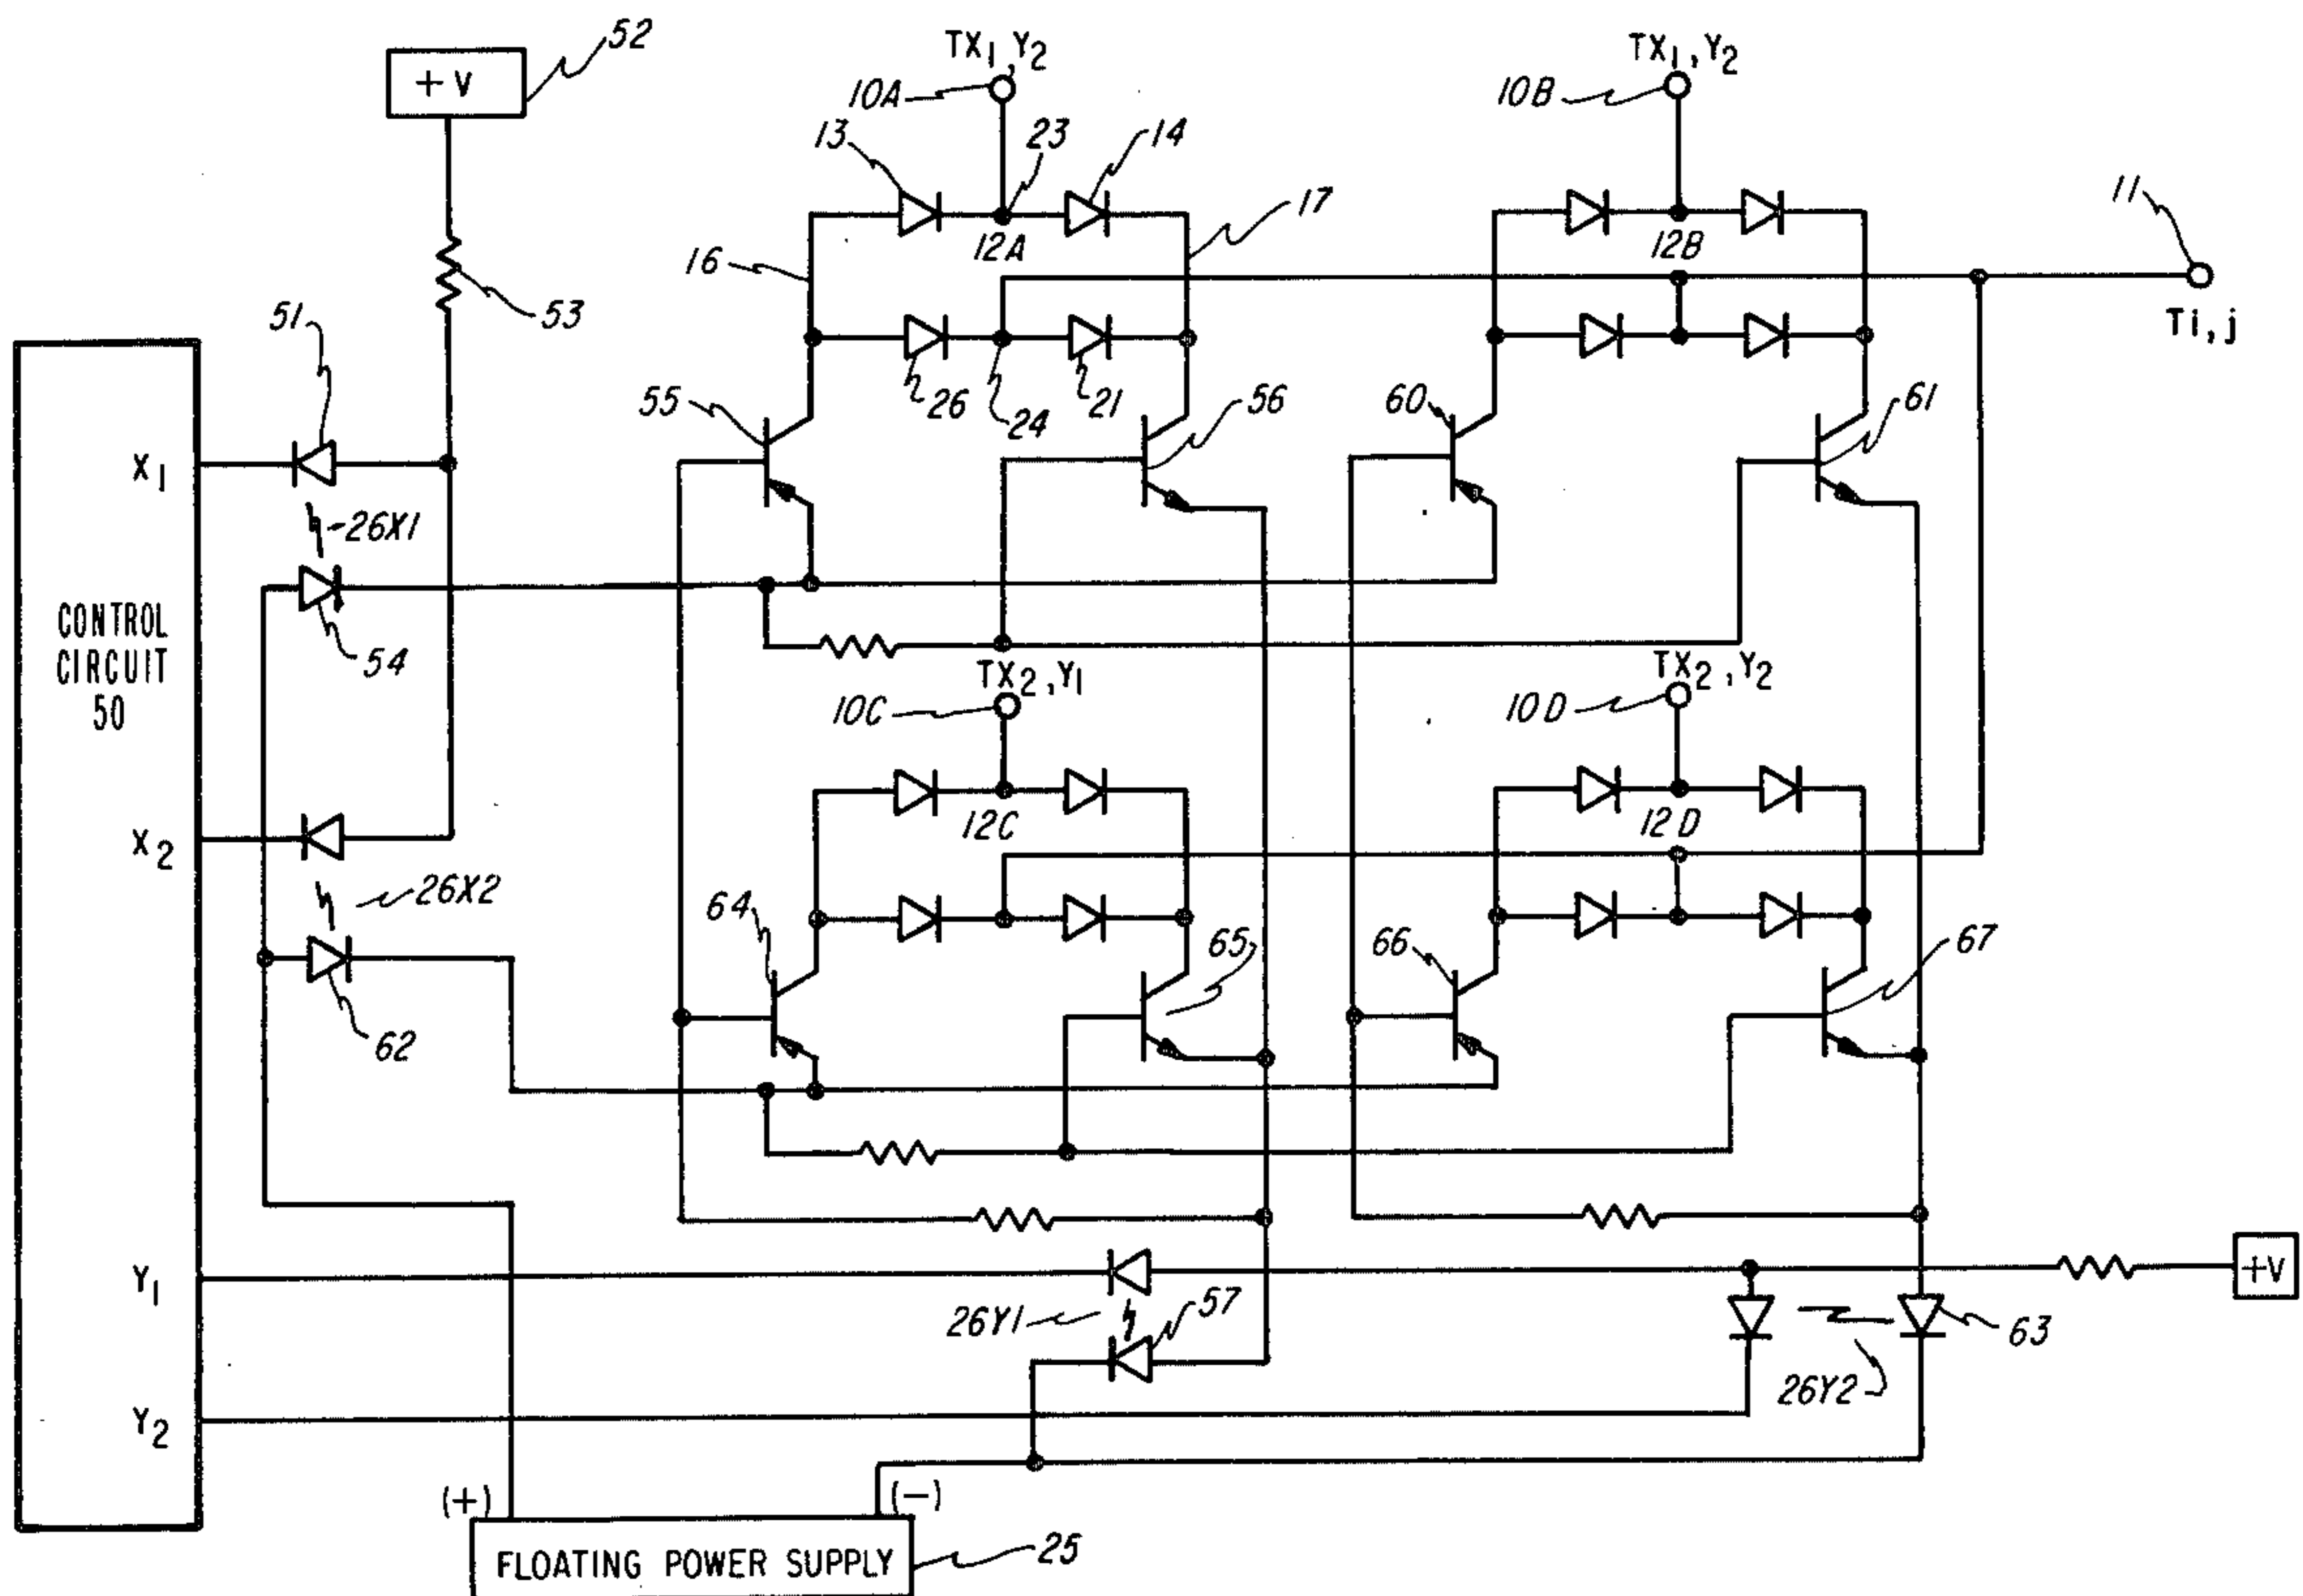 52
+V
TX1, Y2
10A
TX1, Y2
10B
13
23
14
17
11
12A
12B
16
Ti, j
51
53
26
24
21
55
56
60
61
X1
26X1
CONTROL
CIRCUIT
50
54
TX2, Y1
10C
TX2, Y2
10D
12C
12D
X2
26X2
64
65
66
67
62
Y1
+V
26Y1
57
63
26Y2
Y2
(+)
(−)
FLOATING POWER SUPPLY
25